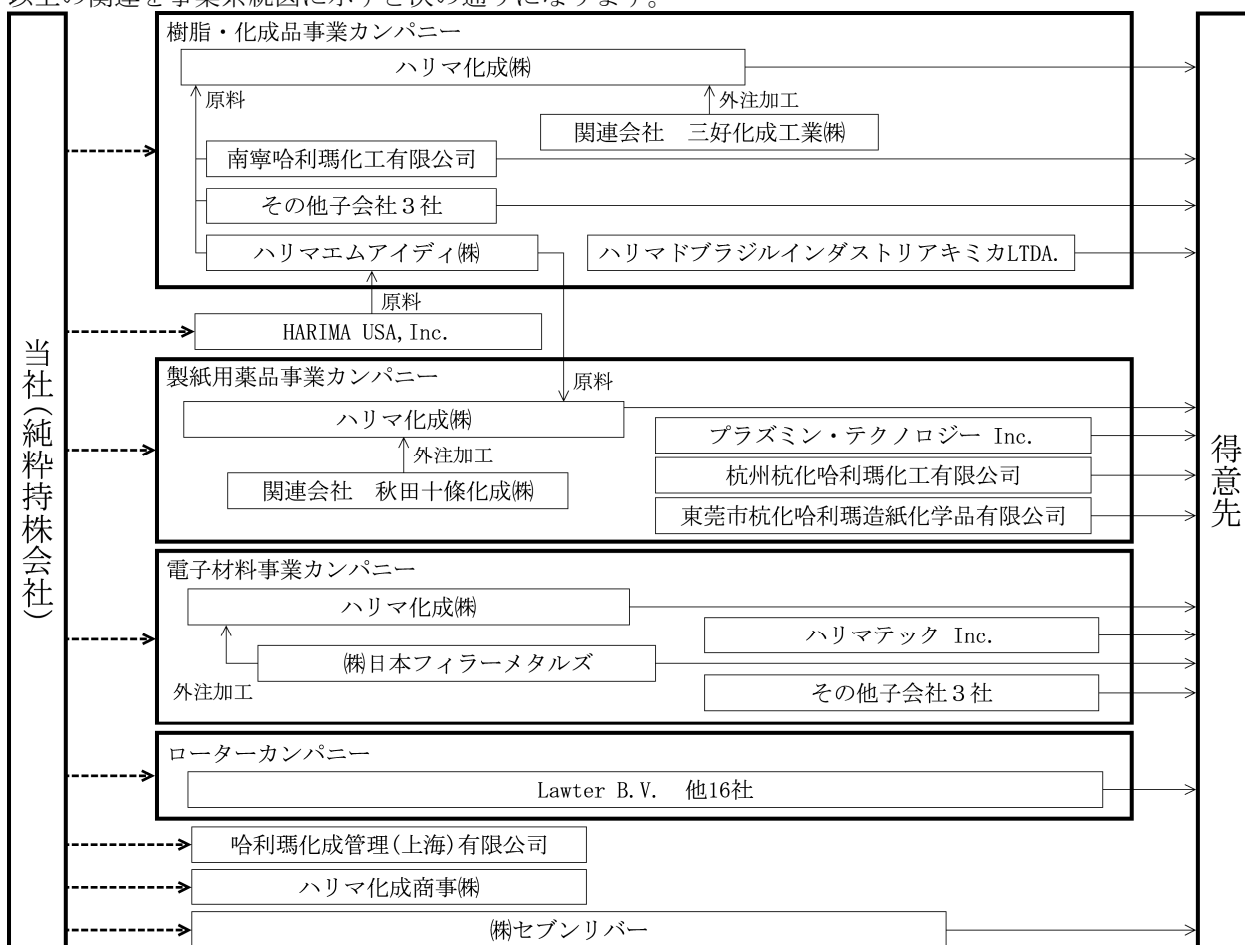 以上の関連を事業系統図に示すと次の通りになります。
当社(純粋持株会社)
樹脂・化成品事業カンパニー
ハリマ化成㈱
原料
外注加工
関連会社　三好化成工業㈱
南寧哈利瑪化工有限公司
その他子会社３社
ハリマエムアイディ㈱
ハリマドブラジルインダストリアキミカLTDA.
原料
HARIMA USA,Inc.
製紙用薬品事業カンパニー
原料
ハリマ化成㈱
外注加工
関連会社　秋田十條化成㈱
プラズミン・テクノロジー Inc.
杭州杭化哈利瑪化工有限公司
東莞市杭化哈利瑪造紙化学品有限公司
電子材料事業カンパニー
ハリマ化成㈱
ハリマテック Inc.
㈱日本フィラーメタルズ
外注加工
その他子会社３社
ローターカンパニー
Lawter B.V.　他16社
哈利瑪化成管理(上海)有限公司
ハリマ化成商事㈱
㈱セブンリバー
得意先